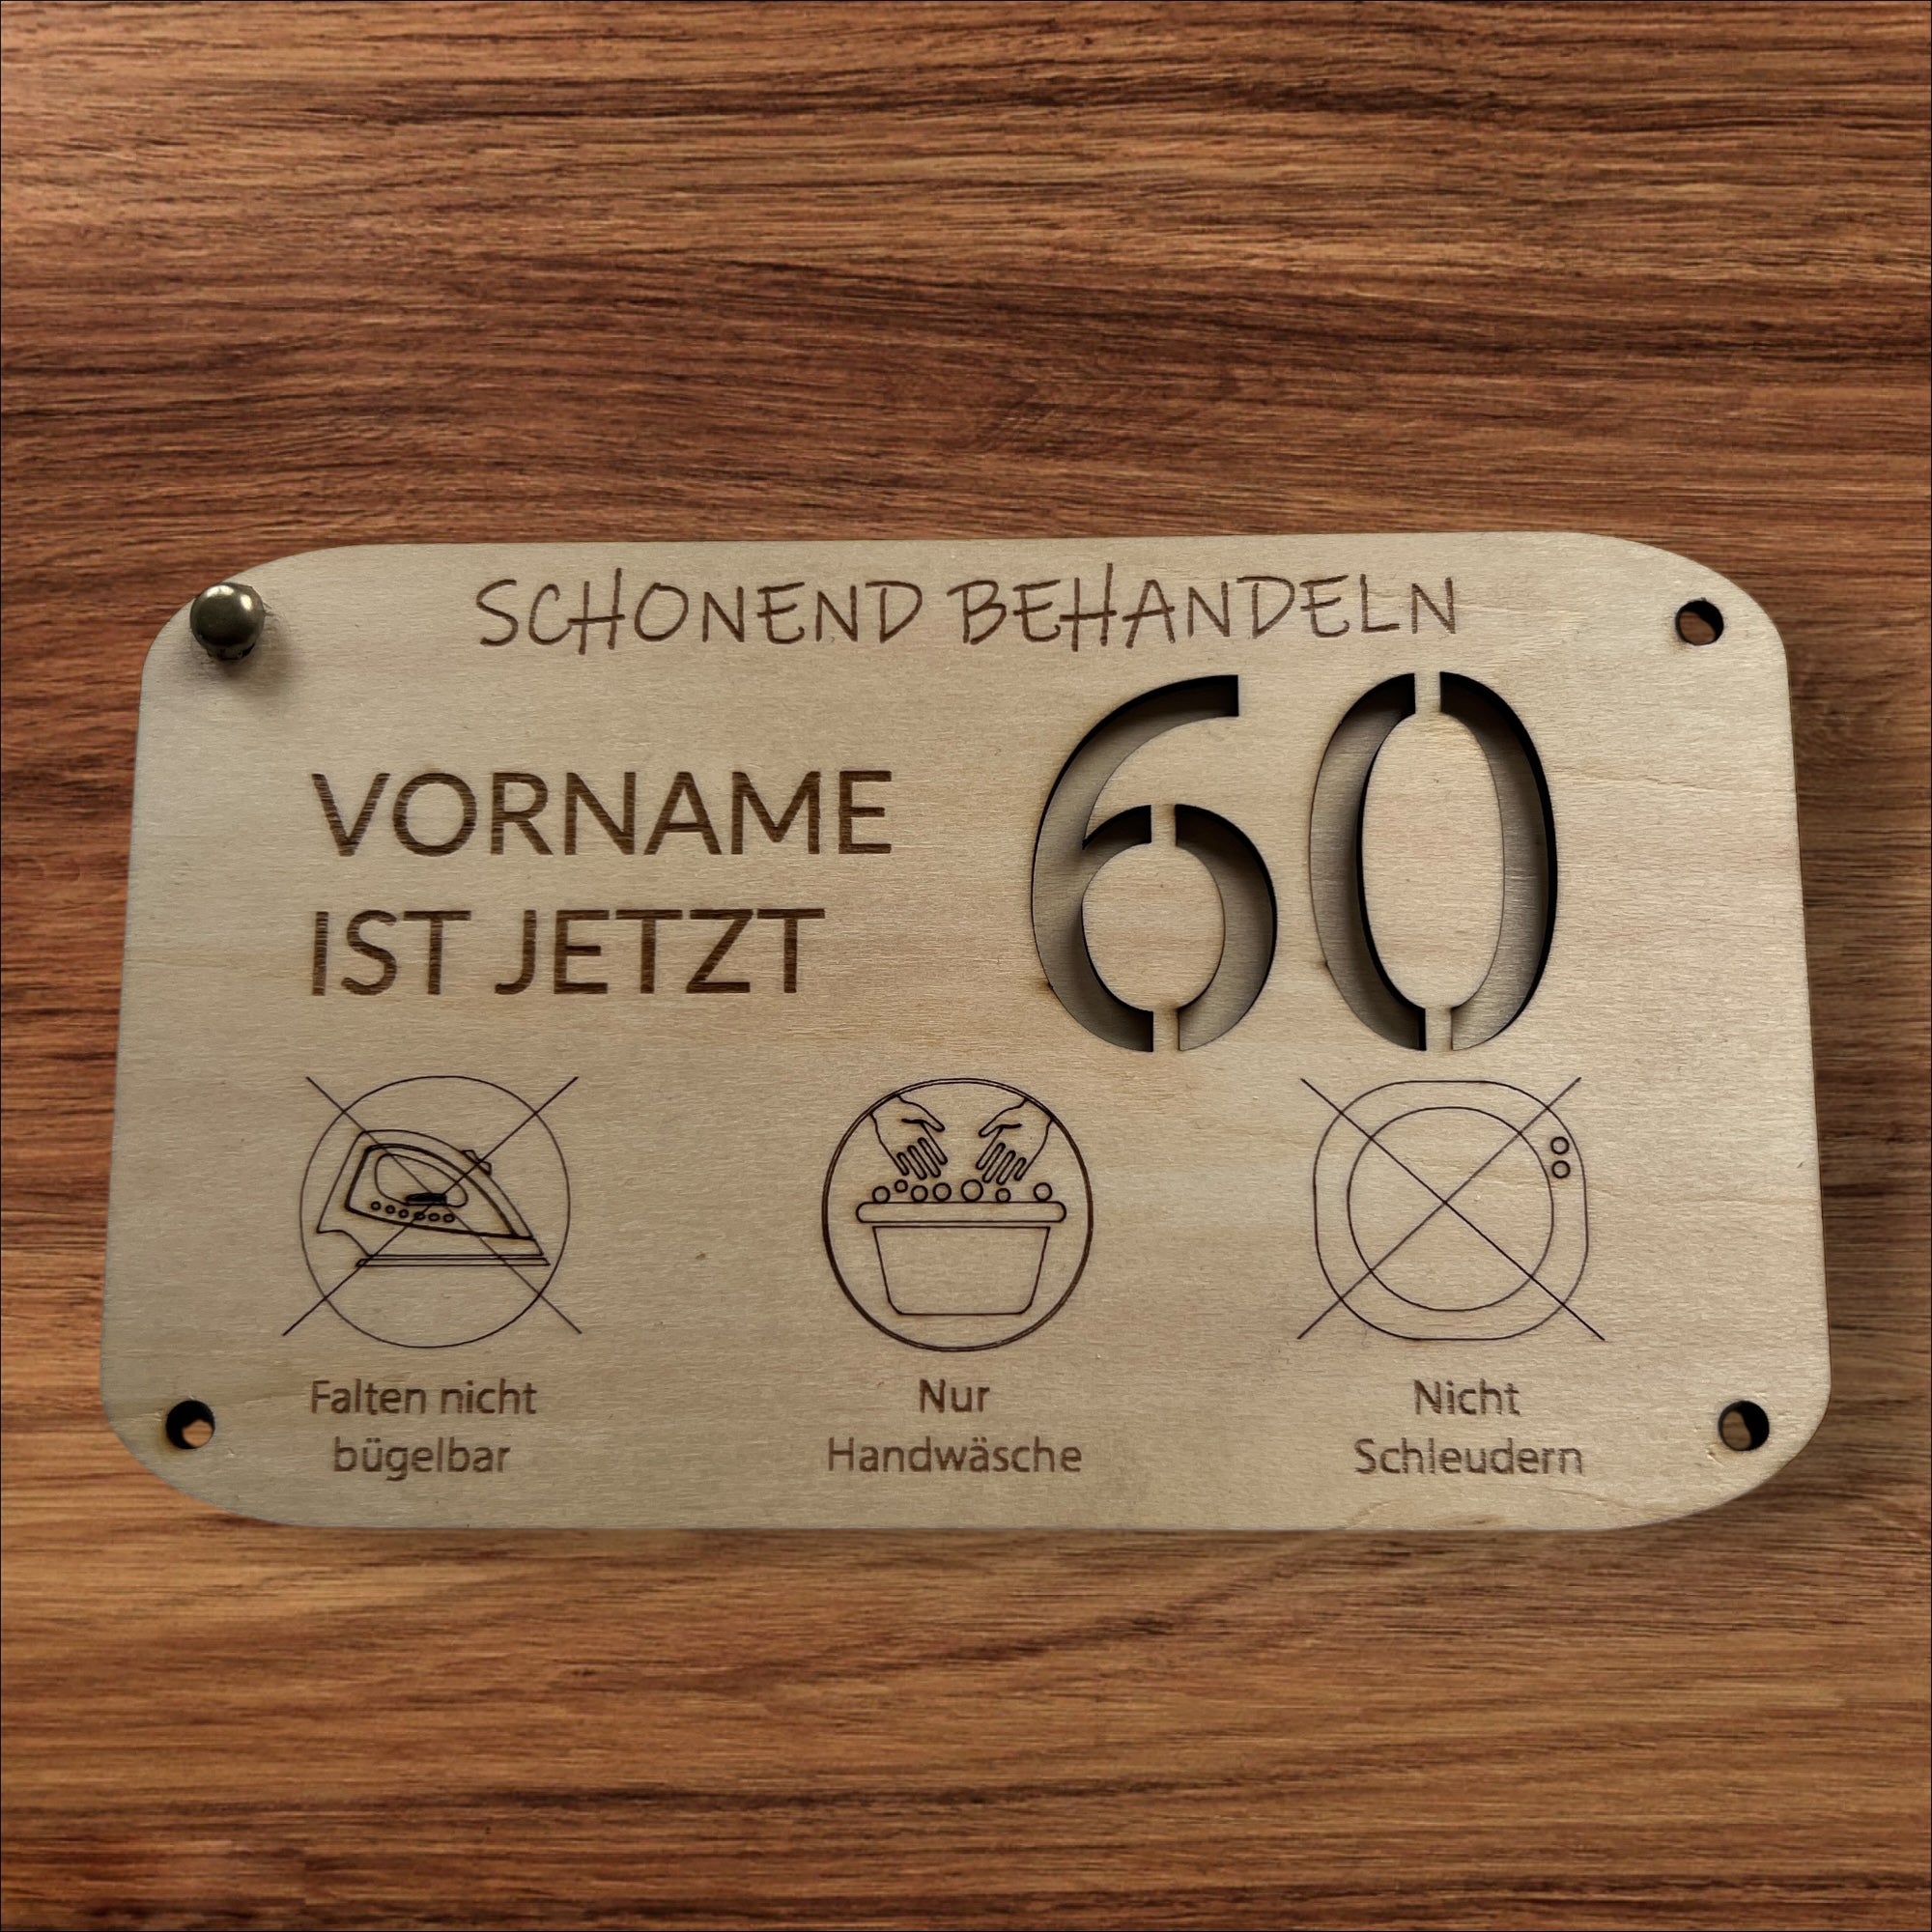 SCHONEND BEHANDELN
VORNAME
IST JETZT
60
Falten nicht
bügelbar
Nur
Handwäsche
Nicht
Schleudern